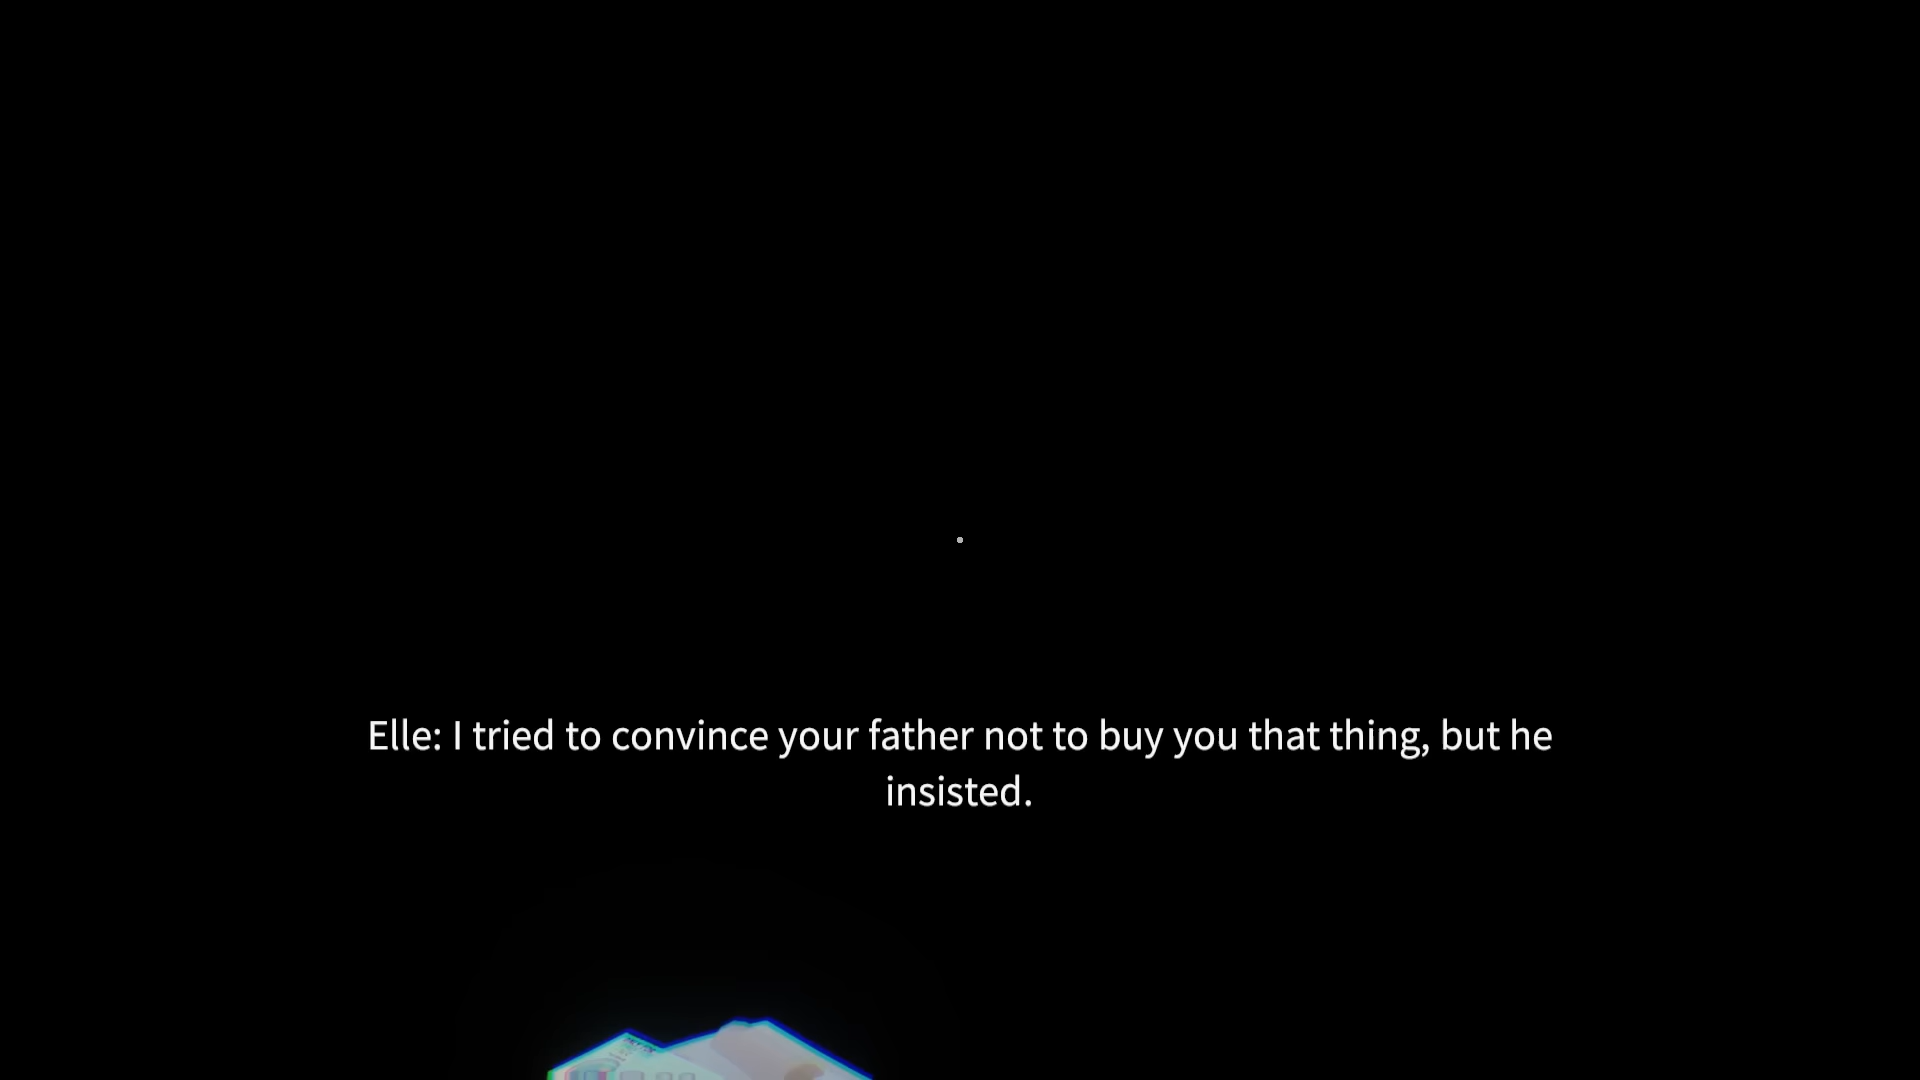 Elle: I tried to convince your father not to buy you that thing, but he
insisted.